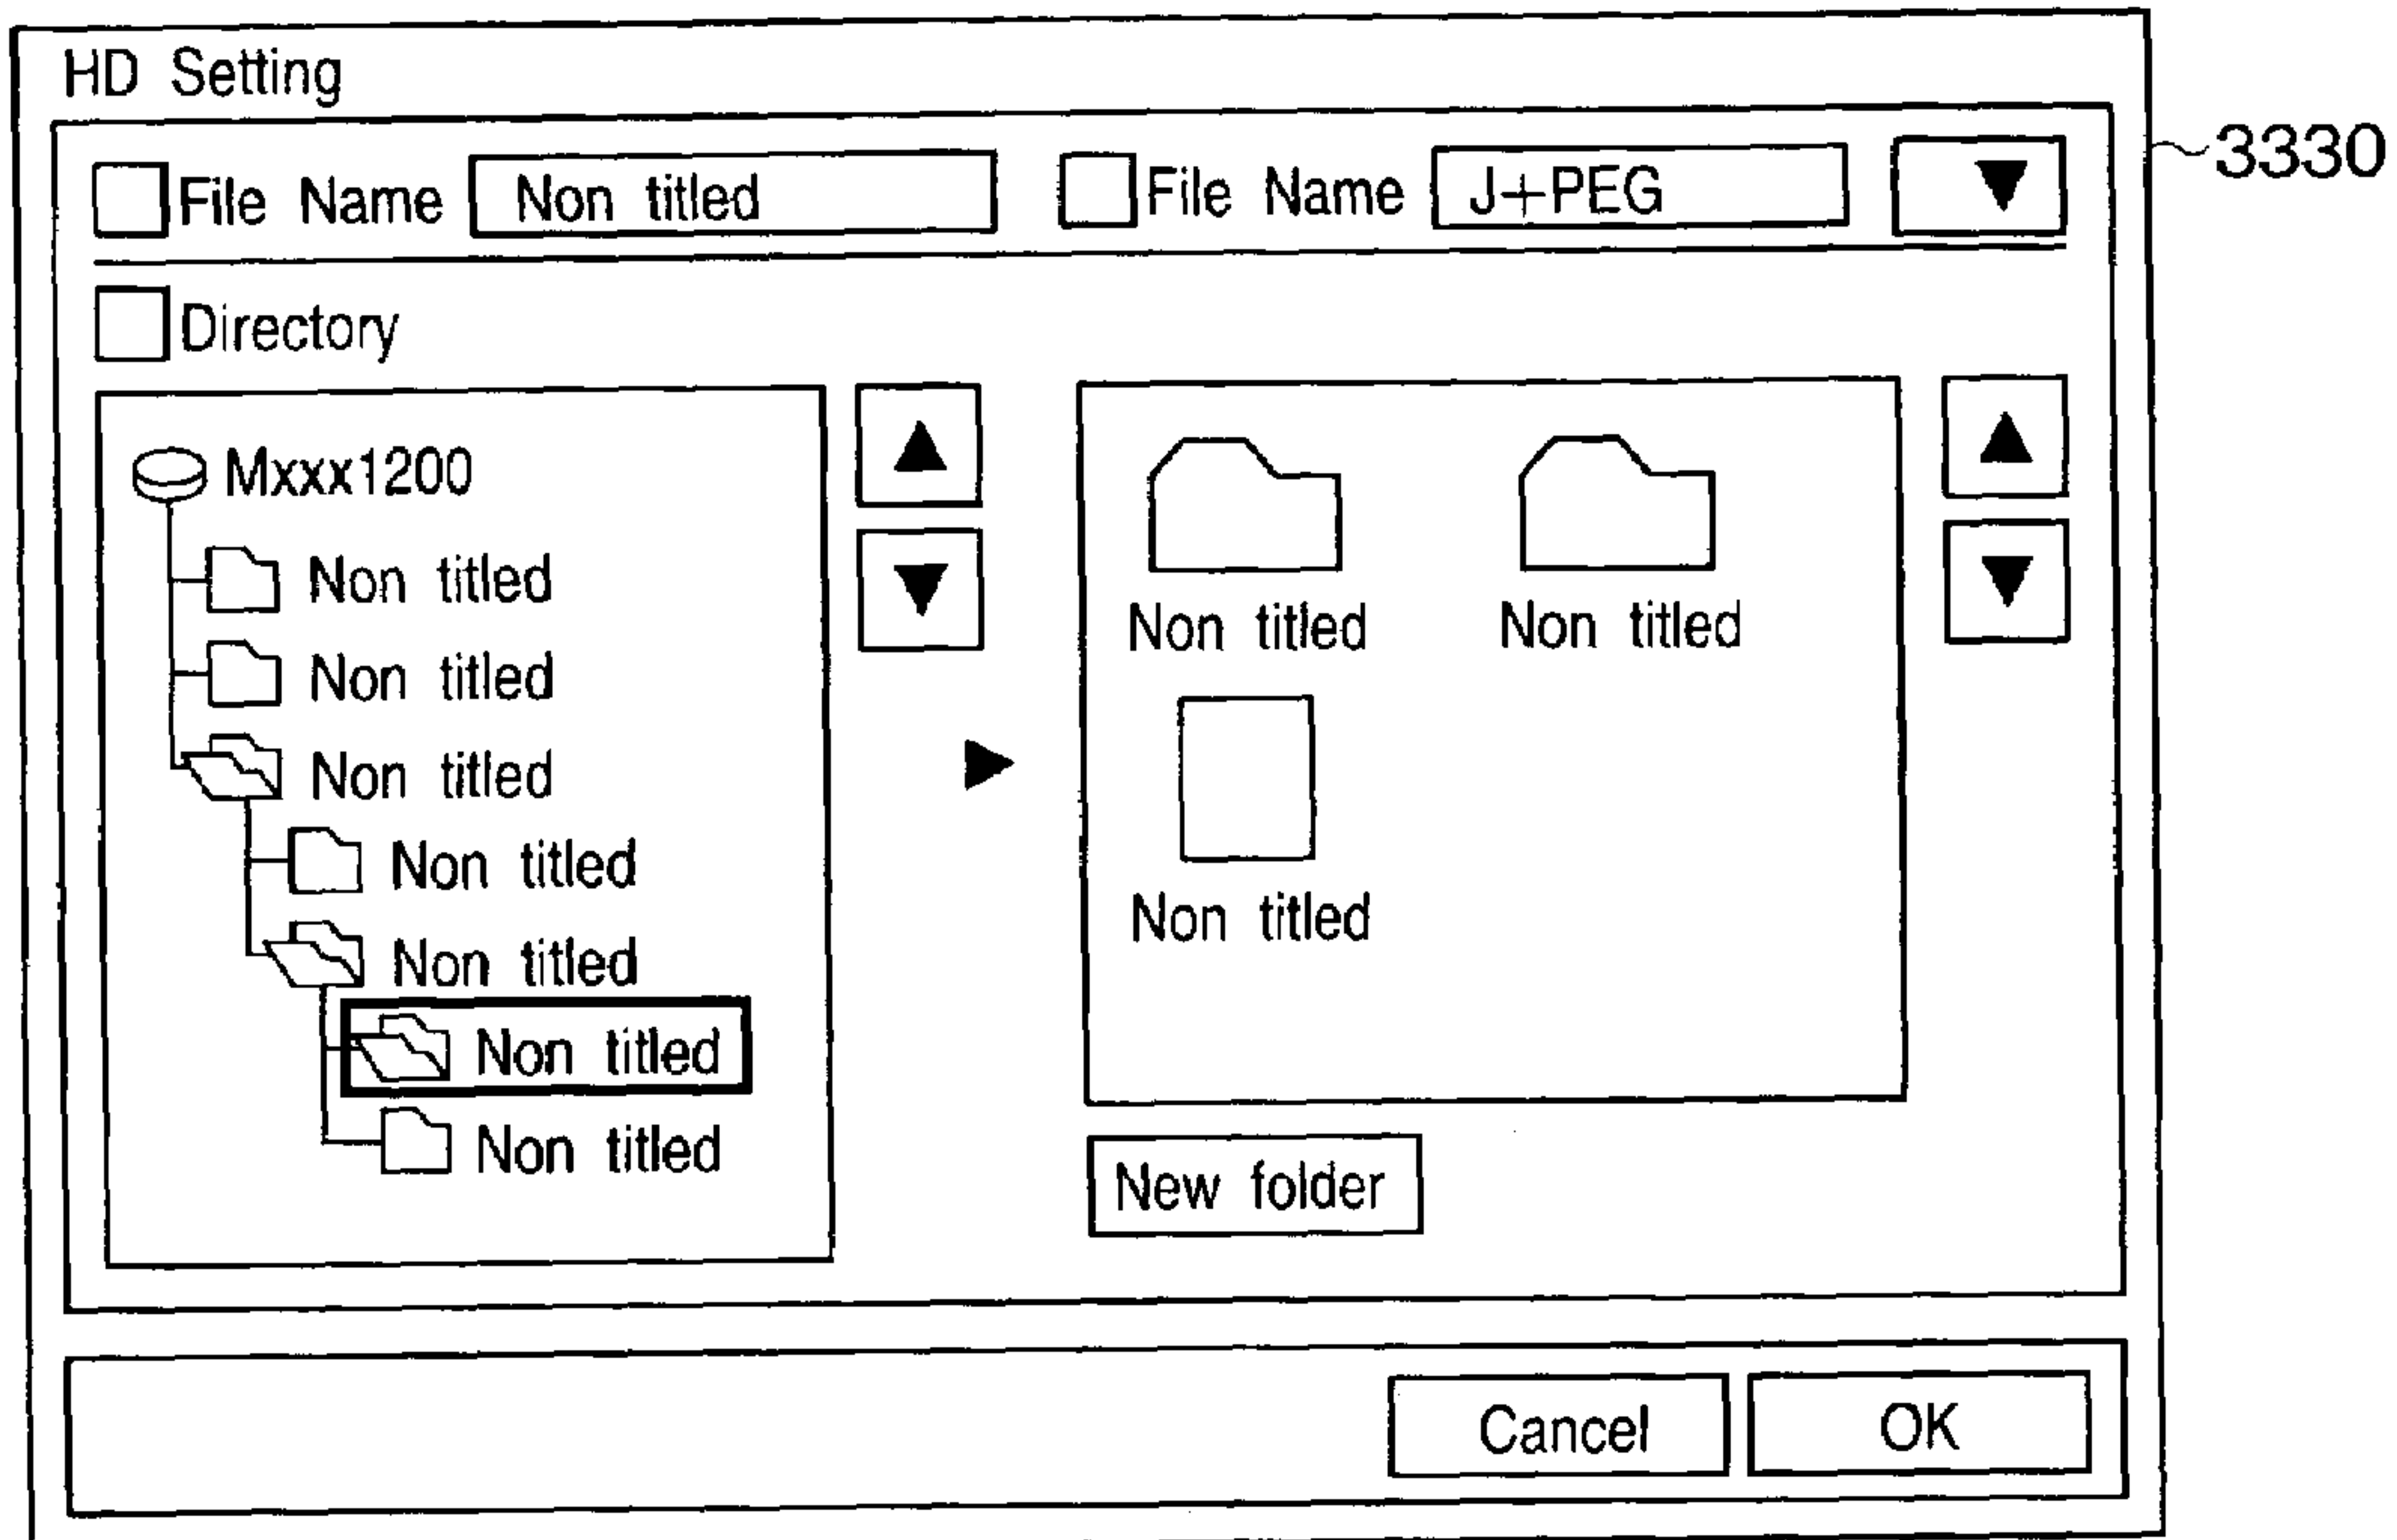 HD Setting
3330
File Name Non titled File Name J+PEG
Directory
Mxxx1200
Non titled
Non titled
Non titled
Non titled
Non titled
Non titled
Non titled
Non titled Non titled
Non titled
New folder
Cancel OK